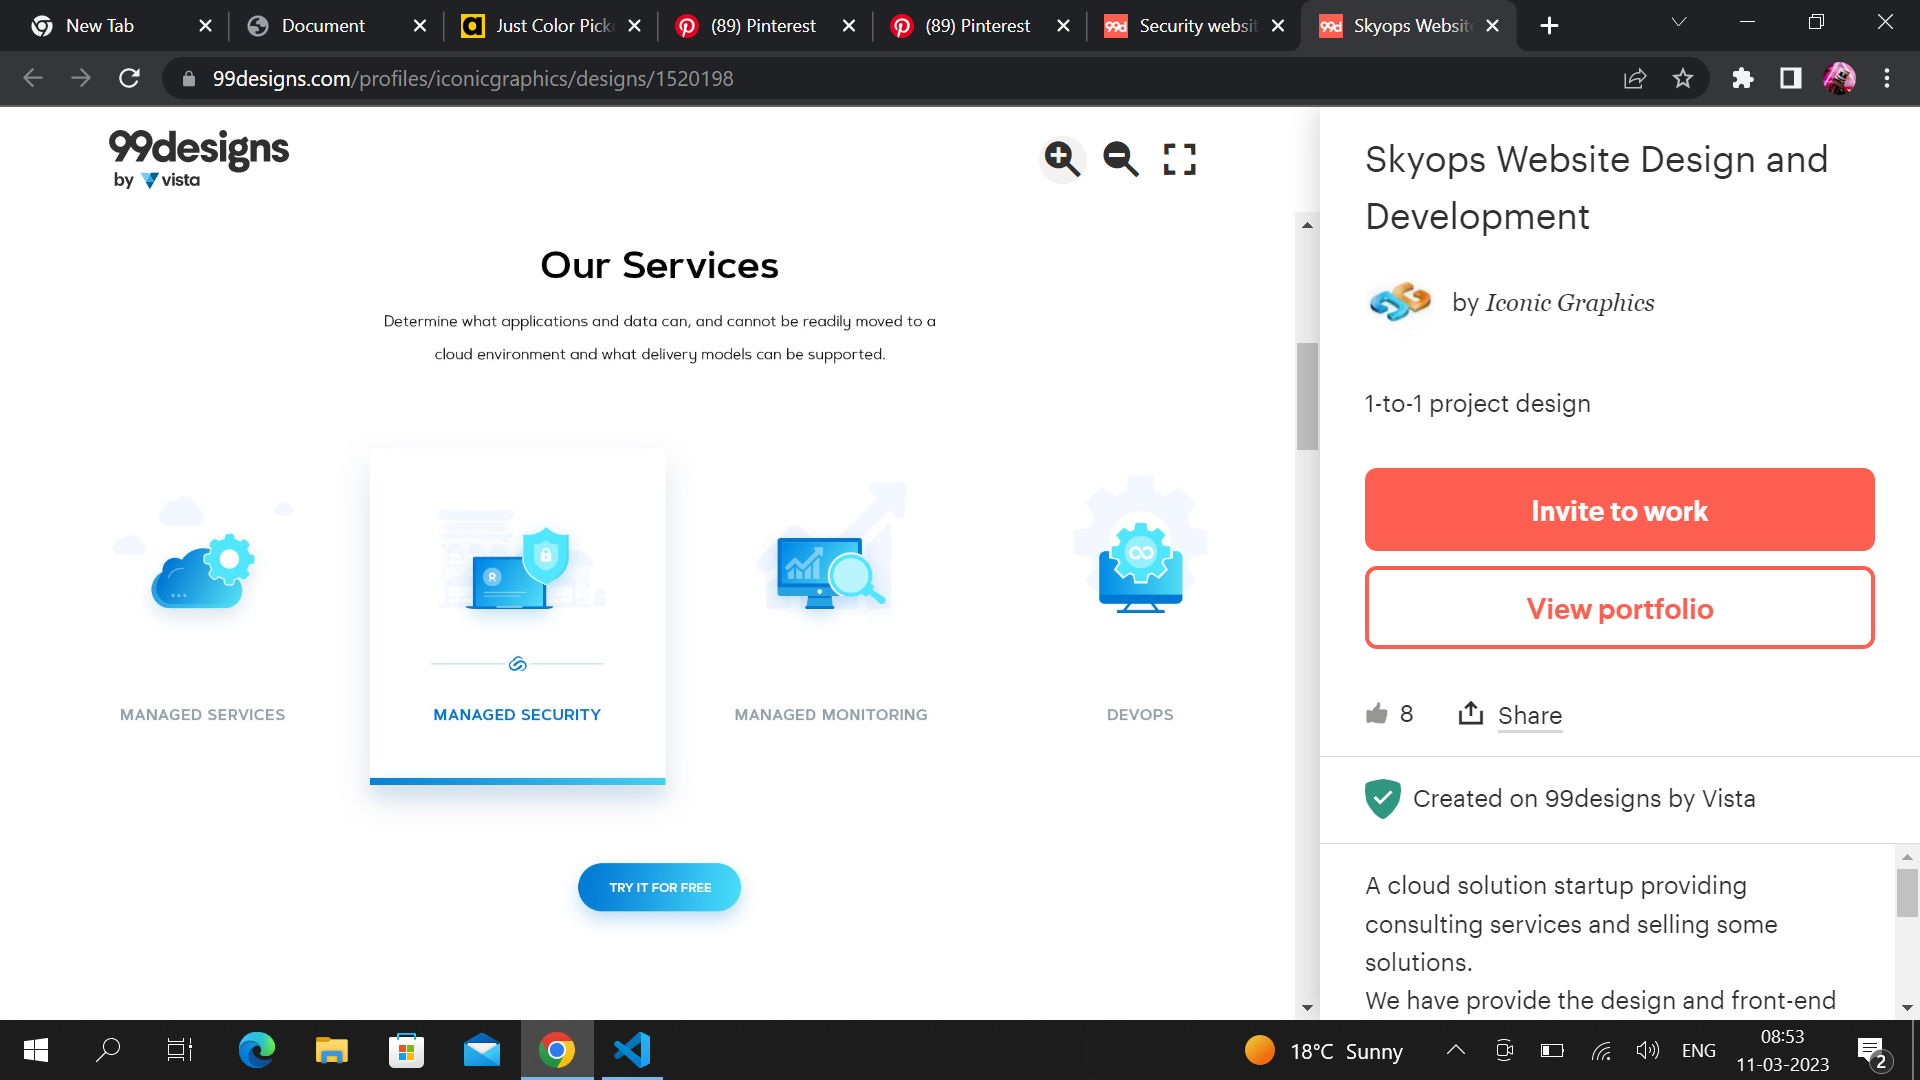 New Tab
Document
Just Color Pick
(89) Pinterest
(89) Pinterest
Security websi
Skyops Website
99designs.com/profiles/iconicgraphics/designs/1520198
99designs
by vista
Our Services
Determine what applications and data can, and cannot be readily moved to a
cloud environment and what delivery models can be supported.
MANAGED SERVICES
MANAGED SECURITY
MANAGED MONITORING
DEVOPS
TRY IT FOR FREE
Skyops Website Design and
Development
by Iconic Graphics
1-to-1 project design
Invite to work
View portfolio
8
Share
Created on 99designs by Vista
A cloud solution startup providing
consulting services and selling some
solutions.
We have provide the design and front-end
18°C Sunny
ENG
08:53
11-03-2023
2